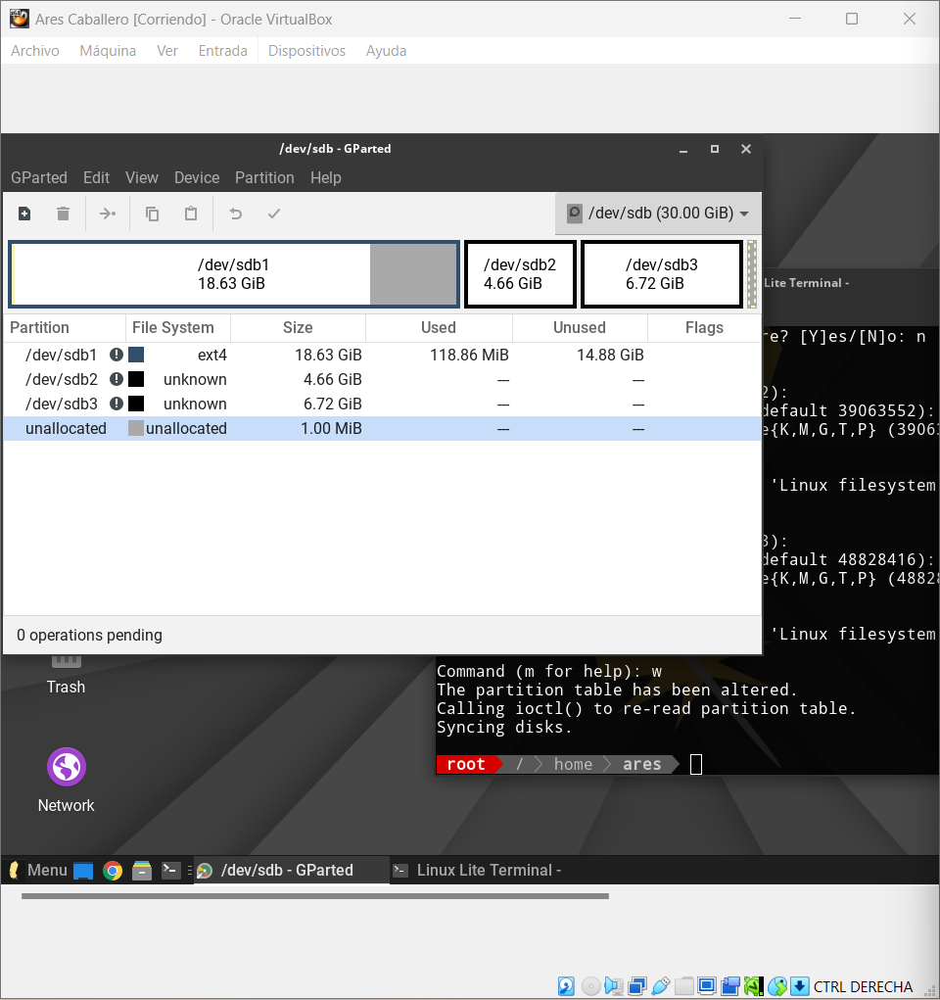 Ares Caballero [Corriendo] - Oracle VirtualBox
Archivo Máquina Ver Entrada Dispositivos Ayuda
/dev/sdb - GParted
GParted Edit View Device Partition Help
/dev/sdb (30.00 GiB)
/dev/sdb1
18.63 GiB
/dev/sdb2
4.66 GiB
/dev/sdb3
6.72 GiB
Partition File System Size Used Unused Flags
/dev/sdb1 ext4 18.63 GiB 118.86 MiB 14.88 GiB
/dev/sdb2 unknown 4.66 GiB --- ---
/dev/sdb3 unknown 6.72 GiB --- ---
unallocated unallocated 1.00 MiB --- ---
0 operations pending
Lite Terminal -
re? [Y]es/[N]o: n
2):
default 39063552):
e{K,M,G,T,P} (39063
'Linux filesystem
3):
default 48828416):
e{K,M,G,T,P} (48828
'Linux filesystem
Command (m for help): w
The partition table has been altered.
Calling ioctl() to re-read partition table.
Syncing disks.
root / home ares
Trash
Network
Menu /dev/sdb - GParted Linux Lite Terminal -
CTRL DERECHA